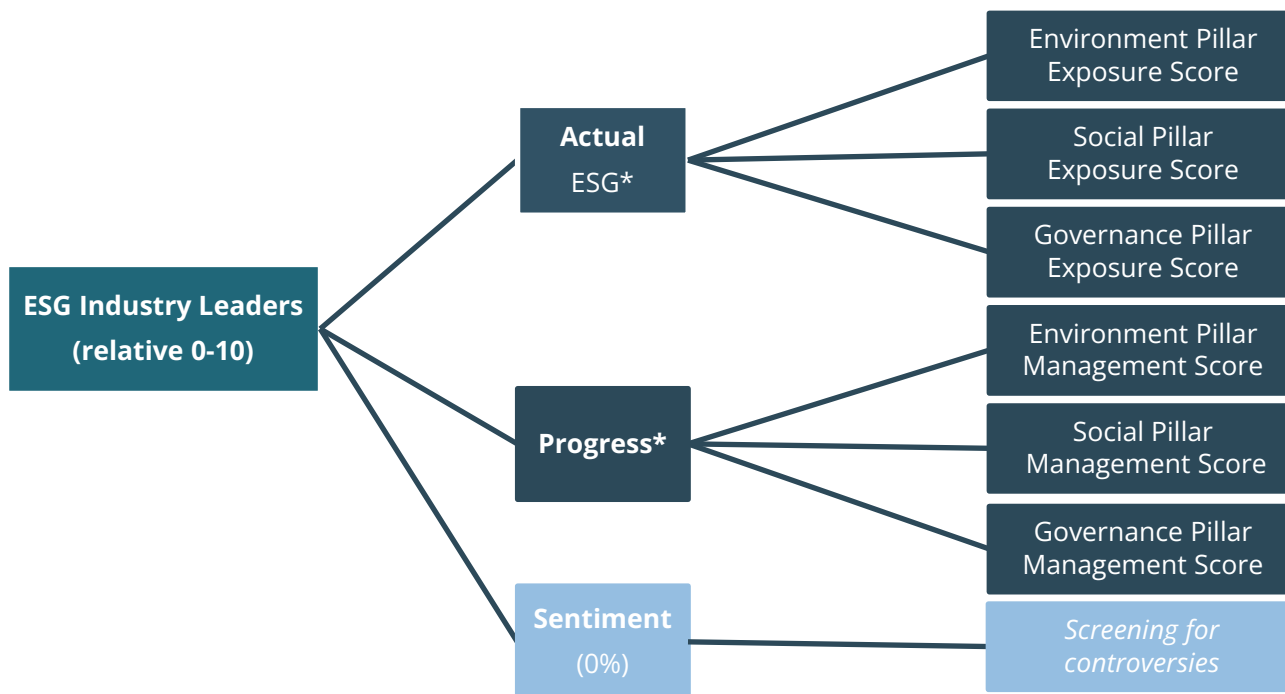 ESG Industry Leaders
(relative 0-10)
Actual
ESG*
Environment Pillar
Exposure Score
Social Pillar
Exposure Score
Governance Pillar
Exposure Score
Progress*
Environment Pillar
Management Score
Social Pillar
Management Score
Governance Pillar
Management Score
Sentiment
(0%)
Screening for
controversies